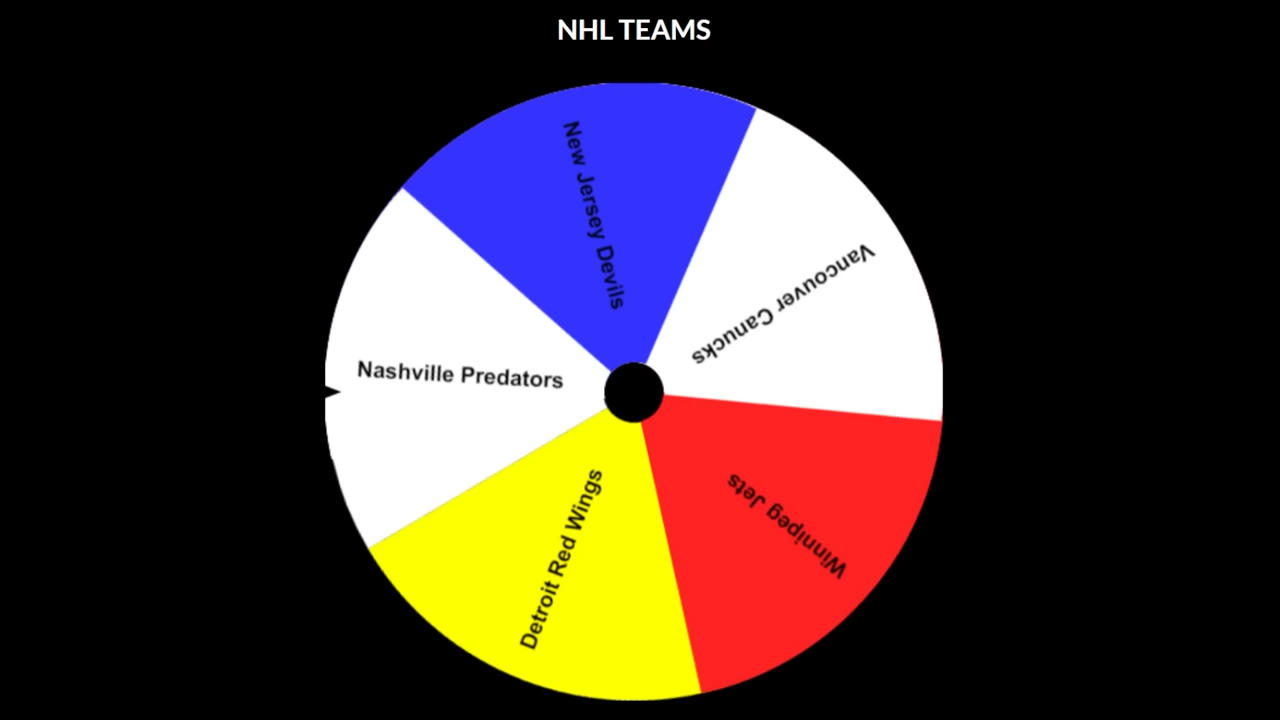 NHL TEAMS
New Jersey Devils
Vancouver Canucks
Nashville Predators
Detroit Red Wings
Winnipeg Jets